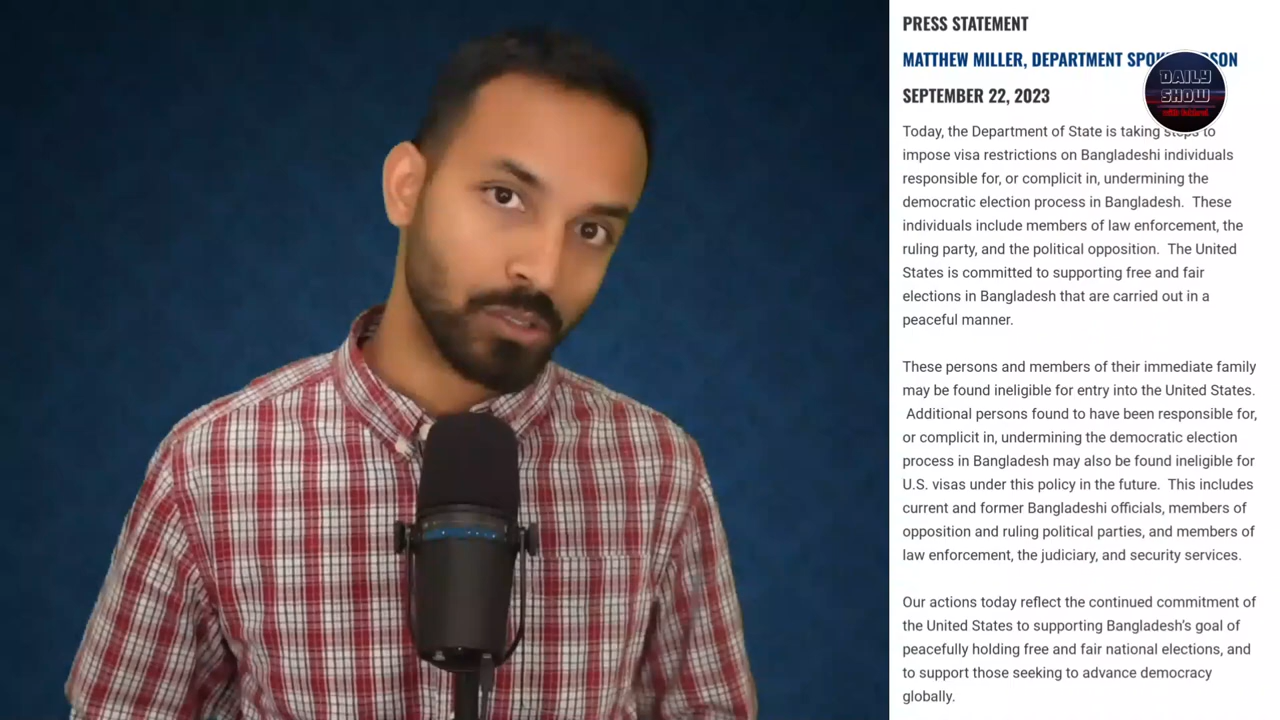 PRESS STATEMENT
MATTHEW MILLER, DEPARTMENT
SEPTEMBER 22, 2023
DAILY
SHOW
Today, the Department of State is taking steps to
impose visa restrictions on Bangladeshi individuals
responsible for, or complicit in, undermining the
democratic election process in Bangladesh.  These
individuals include members of law enforcement, the
ruling party, and the political opposition.  The United
States is committed to supporting free and fair
elections in Bangladesh that are carried out in a
peaceful manner.
These persons and members of their immediate family
may be found ineligible for entry into the United States.
Additional persons found to have been responsible for,
or complicit in, undermining the democratic election
process in Bangladesh may also be found ineligible for
U.S. visas under this policy in the future.  This includes
current and former Bangladeshi officials, members of
opposition and ruling political parties, and members of
law enforcement, the judiciary, and security services.
Our actions today reflect the continued commitment of
the United States to supporting Bangladesh’s goal of
peacefully holding free and fair national elections, and
to support those seeking to advance democracy
globally.